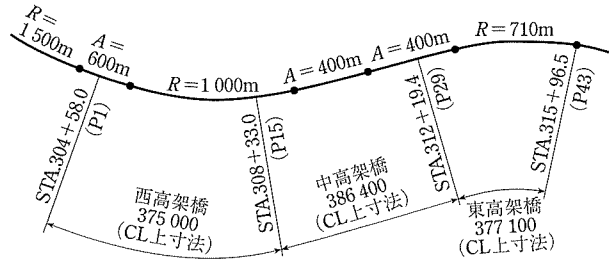 R=
1 500m
A=
600m
R=1 000m
A=400m
A=400m
R=710m
STA.304+58.0
(P1)
STA.308+33.0
(P15)
STA.312+19.4
(P29)
STA.315+96.5
(P43)
西高架橋
375 000
(CL上寸法)
中高架橋
386 400
(CL上寸法)
東高架橋
377 100
(CL上寸法)